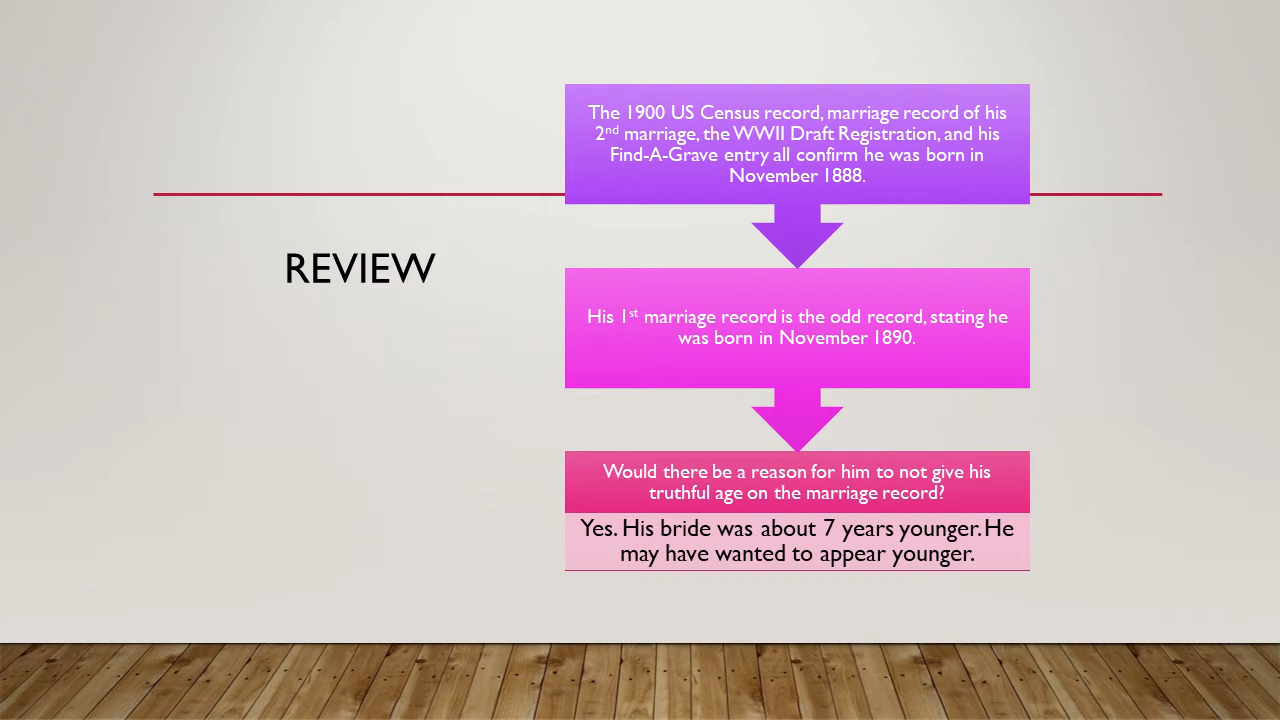 REVIEW
The 1900 US Census record, marriage record of his
2nd marriage, the WWII Draft Registration, and his
Find-A-Grave entry all confirm he was born in
November 1888.
His 1st marriage record is the odd record, stating he
was born in November 1890.
Would there be a reason for him to not give his
truthful age on the marriage record?
Yes. His bride was about 7 years younger. He
may have wanted to appear younger.